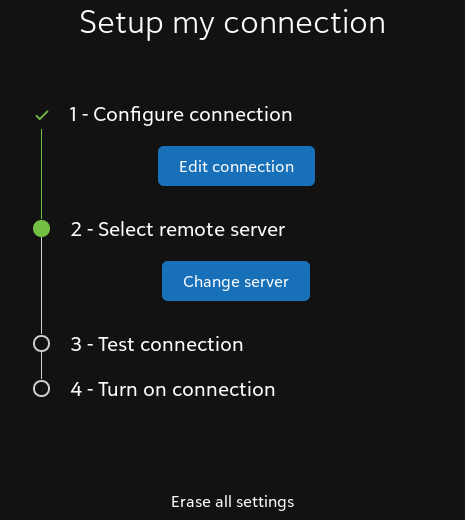 Setup my connection
1 - Configure connection
Edit connection
2 - Select remote server
Change server
3 - Test connection
4 - Turn on connection
Erase all settings